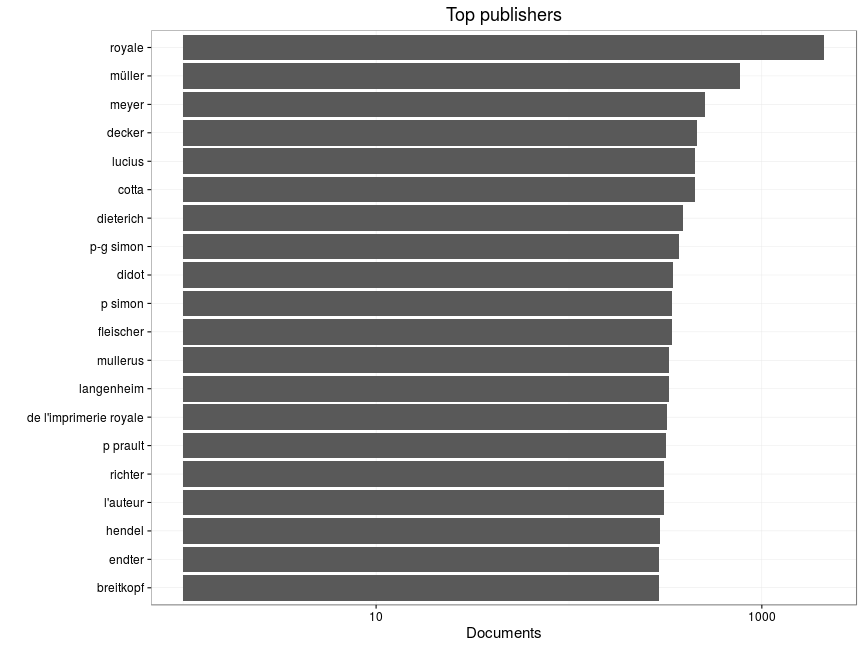 Top publishers
royale
müller
meyer
decker
lucius
cotta
dieterich
p-g simon
didot
p simon
fleischer
mullerus
langenheim
de l'imprimerie royale
p prault
richter
l'auteur
hendel
endter
breitkopf
10 1000
Documents